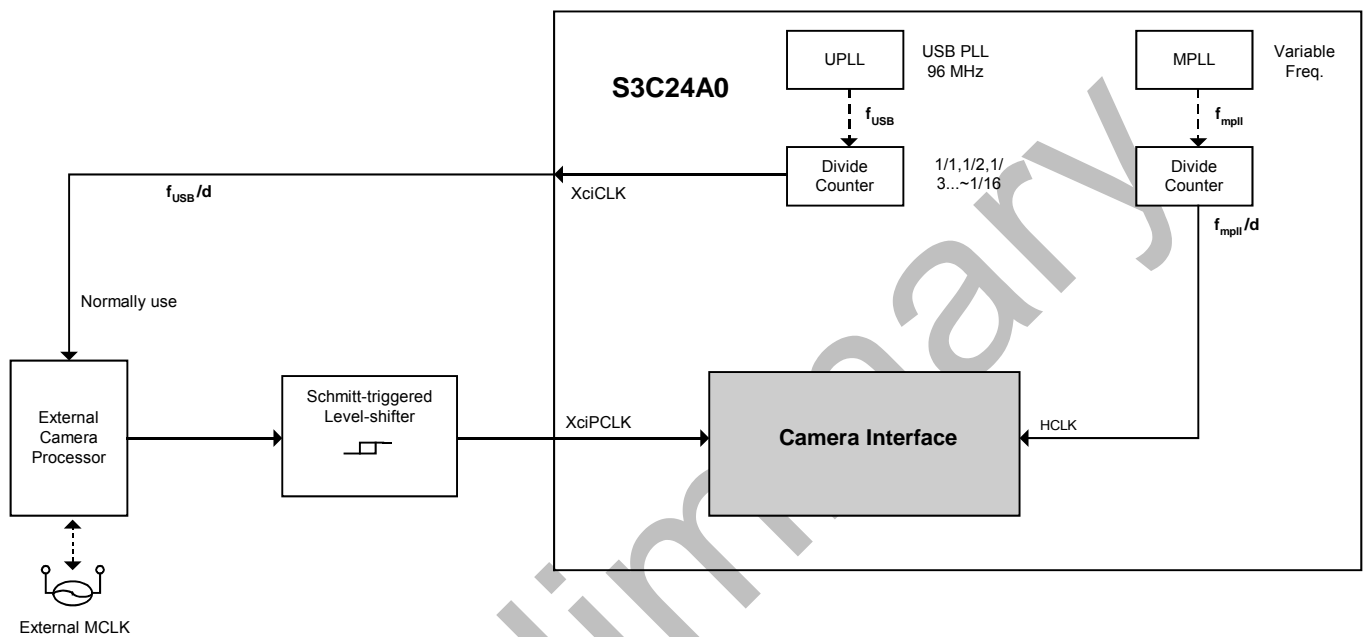 UPLL
USB PLL
96 MHz
MPLL
Variable
Freq.
S3C24A0
fUSB
fmpll
Divide
Counter
1/1,1/2,1/
3...~1/16
Divide
Counter
fUSB/d
XciCLK
fmpll/d
Normally use
External
Camera
Processor
Schmitt-triggered
Level-shifter
XciPCLK
Camera Interface
HCLK
External MCLK
limary